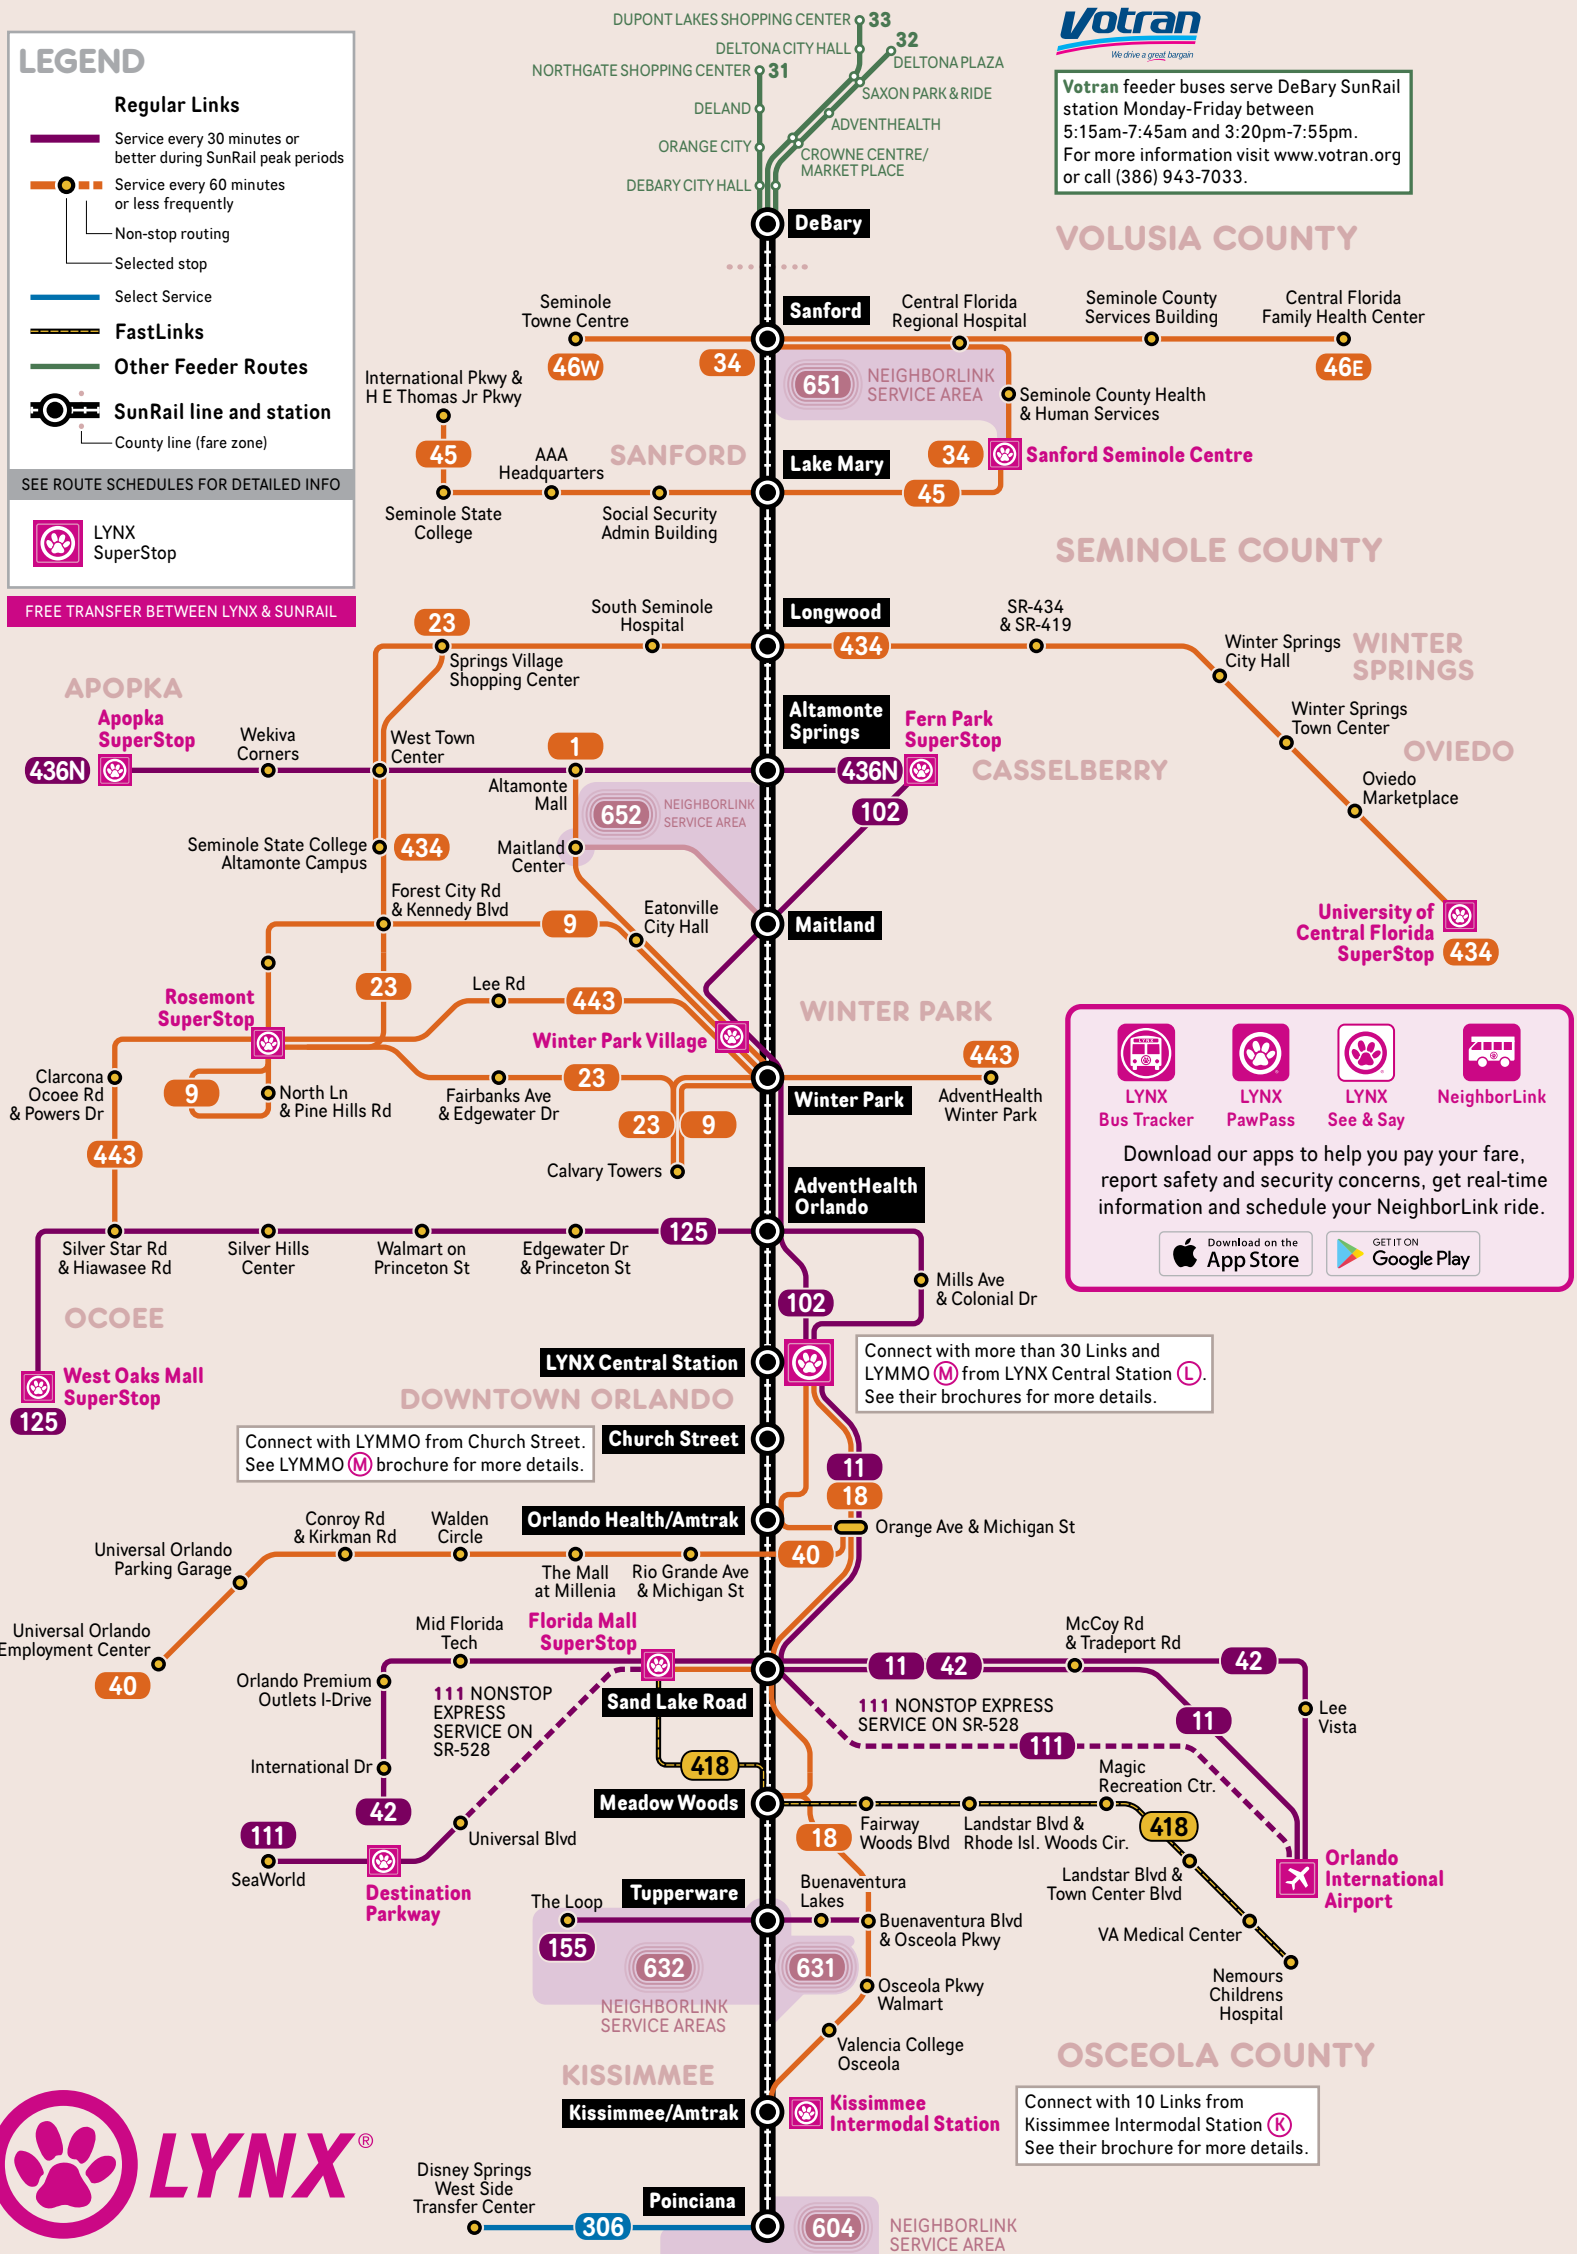 LEGEND
Regular Links
Service every 30 minutes or
better during SunRail peak periods
Service every 60 minutes
or less frequently
Non-stop routing
Selected stop
Select Service
FastLinks
Other Feeder Routes
SunRail line and station
County line (fare zone)
SEE ROUTE SCHEDULES FOR DETAILED INFO
LYNX
SuperStop
FREE TRANSFER BETWEEN LYNX & SUNRAIL
DUPONT LAKES SHOPPING CENTER
33
DELTONA CITY HALL
32
DELTONA PLAZA
NORTHGATE SHOPPING CENTER
31
SAXON PARK & RIDE
DELAND
ADVENTHEALTH
ORANGE CITY
CROWNE CENTRE/
MARKET PLACE
DEBARY CITY HALL
DeBary
Votran
We drive a great bargain
Votran feeder buses serve DeBary SunRail
station Monday-Friday between
5:15am-7:45am and 3:20pm-7:55pm.
For more information visit www.votran.org
or call (386) 943-7033.
VOLUSIA COUNTY
Seminole
Towne Centre
46W
34
Sanford
Central Florida
Regional Hospital
Seminole County
Services Building
Central Florida
Family Health Center
46E
651
NEIGHBORLINK
SERVICE AREA
Seminole County Health
& Human Services
International Pkwy &
H E Thomas Jr Pkwy
45
AAA
Headquarters
SANFORD
Lake Mary
34
Sanford Seminole Centre
45
Seminole State
College
Social Security
Admin Building
SEMINOLE COUNTY
23
South Seminole
Hospital
Longwood
434
SR-434
& SR-419
Winter Springs
City Hall
WINTER
SPRINGS
Springs Village
Shopping Center
APOPKA
Apopka
SuperStop
436N
Wekiva
Corners
West Town
Center
1
Altamonte
Mall
Altamonte
Springs
436N
Fern Park
SuperStop
CASSELBERRY
102
Winter Springs
Town Center
OVIEDO
Oviedo
Marketplace
652
NEIGHBORLINK
SERVICE AREA
Seminole State College
Altamonte Campus
434
Maitland
Center
Forest City Rd
& Kennedy Blvd
9
Eatonville
City Hall
Maitland
University of
Central Florida
SuperStop
434
23
Rosemont
SuperStop
Lee Rd
443
Winter Park Village
WINTER PARK
443
Clarcona
Ocoee Rd
& Powers Dr
9
North Ln
& Pine Hills Rd
Fairbanks Ave
& Edgewater Dr
23
Winter Park
AdventHealth
Winter Park
23
9
443
Calvary Towers
LYNX
LYNX
Bus Tracker
LYNX
PawPass
LYNX
See & Say
NeighborLink
Download our apps to help you pay your fare,
report safety and security concerns, get real-time
information and schedule your NeighborLink ride.
Download on the
App Store
GET IT ON
Google Play
AdventHealth
Orlando
125
Silver Star Rd
& Hiawasee Rd
Silver Hills
Center
Walmart on
Princeton St
Edgewater Dr
& Princeton St
Mills Ave
& Colonial Dr
102
OCOEE
West Oaks Mall
SuperStop
125
LYNX Central Station
Connect with more than 30 Links and
LYMMO M from LYNX Central Station L.
See their brochures for more details.
DOWNTOWN ORLANDO
Church Street
Connect with LYMMO from Church Street.
See LYMMO M brochure for more details.
11
18
Orlando Health/Amtrak
Orange Ave & Michigan St
Conroy Rd
& Kirkman Rd
Walden
Circle
40
Universal Orlando
Parking Garage
The Mall
at Millenia
Rio Grande Ave
& Michigan St
Universal Orlando
Employment Center
40
Mid Florida
Tech
Florida Mall
SuperStop
McCoy Rd
& Tradeport Rd
11
42
42
Orlando Premium
Outlets I-Drive
111 NONSTOP
EXPRESS
SERVICE ON
SR-528
Sand Lake Road
111 NONSTOP EXPRESS
SERVICE ON SR-528
11
Lee
Vista
111
International Dr
418
42
Magic
Recreation Ctr.
Meadow Woods
418
111
Universal Blvd
18
Fairway
Woods Blvd
Landstar Blvd &
Rhode Isl. Woods Cir.
SeaWorld
Destination
Parkway
Landstar Blvd &
Town Center Blvd
Orlando
International
Airport
The Loop
Tupperware
Buenaventura
Lakes
Buenaventura Blvd
& Osceola Pkwy
VA Medical Center
155
632
631
NEIGHBORLINK
SERVICE AREAS
Osceola Pkwy
Walmart
Nemours
Childrens
Hospital
Valencia College
Osceola
OSCEOLA COUNTY
KISSIMMEE
Kissimmee/Amtrak
Kissimmee
Intermodal Station
Connect with 10 Links from
Kissimmee Intermodal Station K
See their brochure for more details.
LYNX®
Disney Springs
West Side
Transfer Center
306
Poinciana
604
NEIGHBORLINK
SERVICE AREA